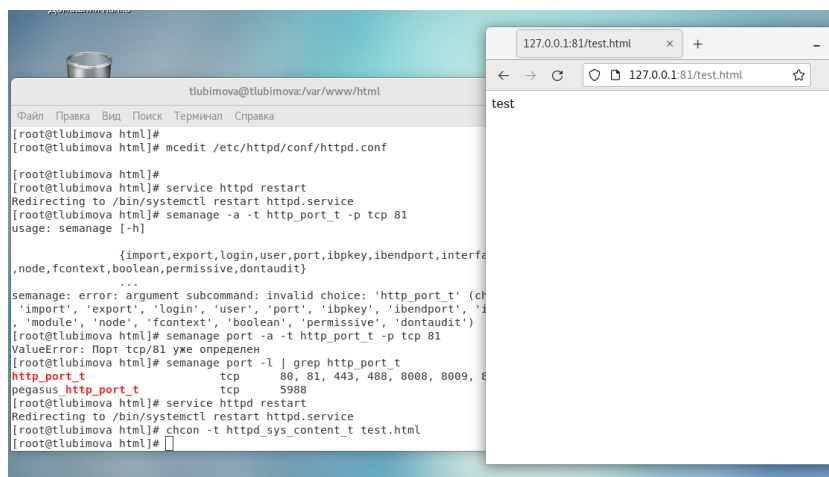 Домашняя папка
tlubimova@tlubimova:/var/www/html
Файл Правка Вид Поиск Терминал Справка
[root@tlubimova html]#
[root@tlubimova html]# mcedit /etc/httpd/conf/httpd.conf
[root@tlubimova html]#
[root@tlubimova html]# service httpd restart
Redirecting to /bin/systemctl restart httpd.service
[root@tlubimova html]# semanage -a -t http_port_t -p tcp 81
usage: semanage [-h]
{import,export,login,user,port,ibpkey,ibendport,interfa
,node,fcontext,boolean,permissive,dontaudit}
...
semanage: error: argument subcommand: invalid choice: 'http_port_t' (ch
'import', 'export', 'login', 'user', 'port', 'ibpkey', 'ibendport', 'i
, 'module', 'node', 'fcontext', 'boolean', 'permissive', 'dontaudit')
[root@tlubimova html]# semanage port -a -t http_port_t -p tcp 81
ValueError: Порт tcp/81 уже определен
[root@tlubimova html]# semanage port -l | grep http_port_t
http_port_t tcp 80, 81, 443, 488, 8008, 8009, 8
pegasus_http_port_t tcp 5988
[root@tlubimova html]# service httpd restart
Redirecting to /bin/systemctl restart httpd.service
[root@tlubimova html]# chcon -t httpd_sys_content_t test.html
[root@tlubimova html]#
127.0.0.1:81/test.html
127.0.0.1:81/test.html
test